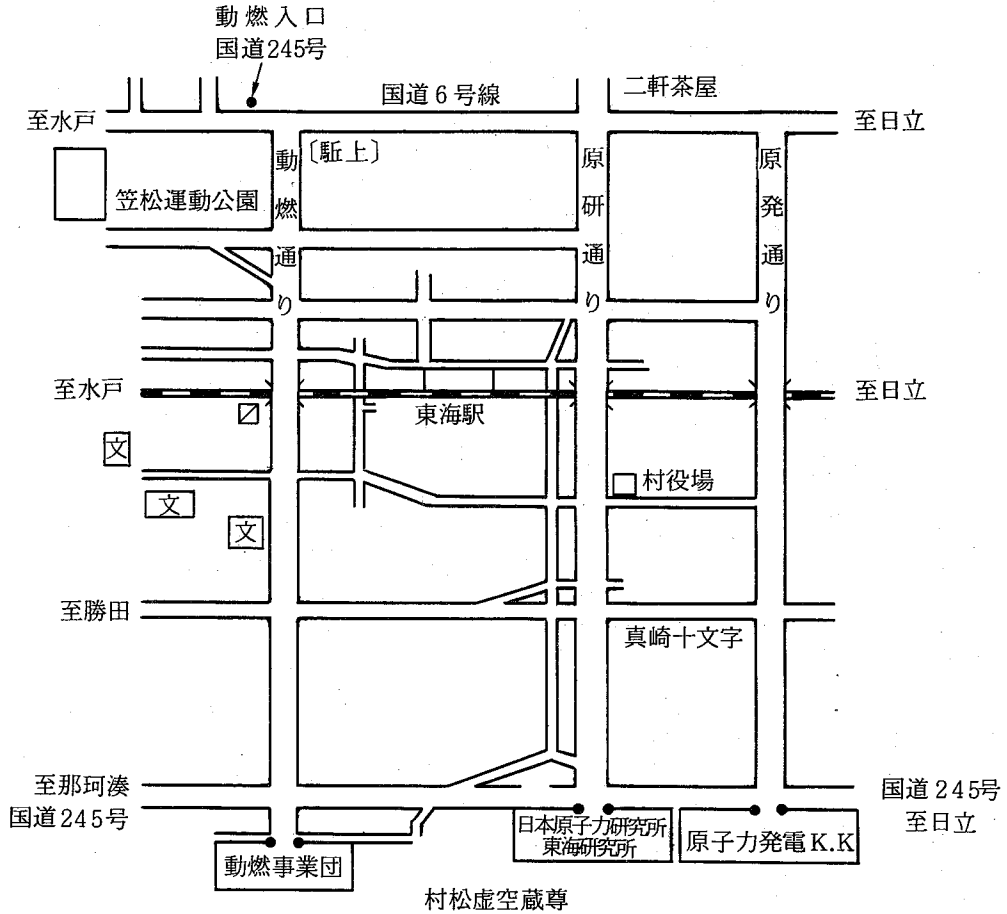 動燃入口
国道245号
国道6号線
二軒茶屋
至水戸
至日立
動燃通り
〔駈上〕
原研通り
原発通り
笠松運動公園
至水戸
至日立
東海駅
文
村役場
文
文
至勝田
真崎十文字
至那珂湊
国道245号
国道245号
至日立
日本原子力研究所
東海研究所
原子力発電K.K
動燃事業団
村松虚空蔵尊